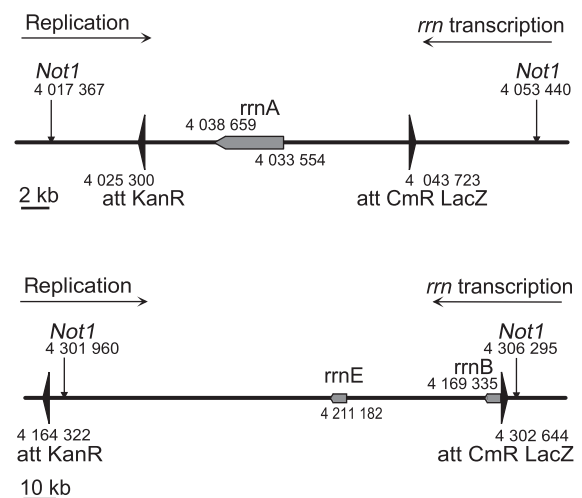 Replication
rrn transcription
Not1
4 017 367
Not1
4 053 440
rrnA
4 038 659
4 033 554
4 025 300
att KanR
4 043 723
att CmR LacZ
2 kb
Replication
rrn transcription
Not1
4 301 960
Not1
4 306 295
rrnE
4 211 182
rrnB
4 169 335
4 164 322
att KanR
4 302 644
att CmR LacZ
10 kb